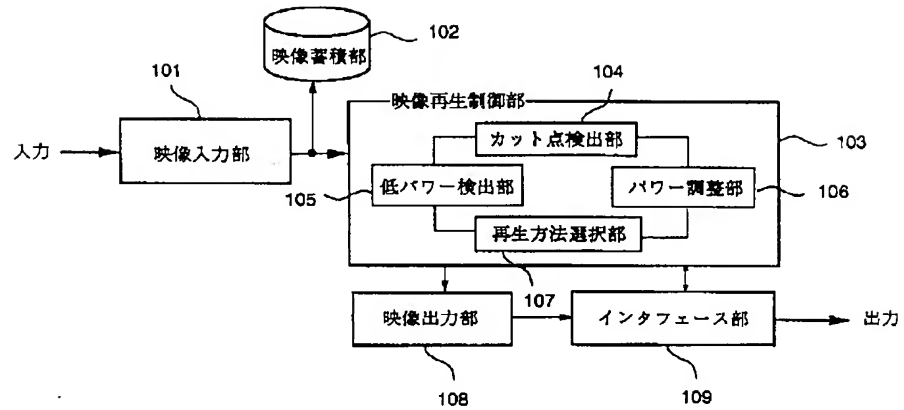 映像蓄積部
102
101
104
映像再生制御部
カット点検出部
103
入力
映像入力部
低パワー検出部
パワー調整部
105
106
再生方法選択部
107
映像出力部
インタフェース部
出力
108
109